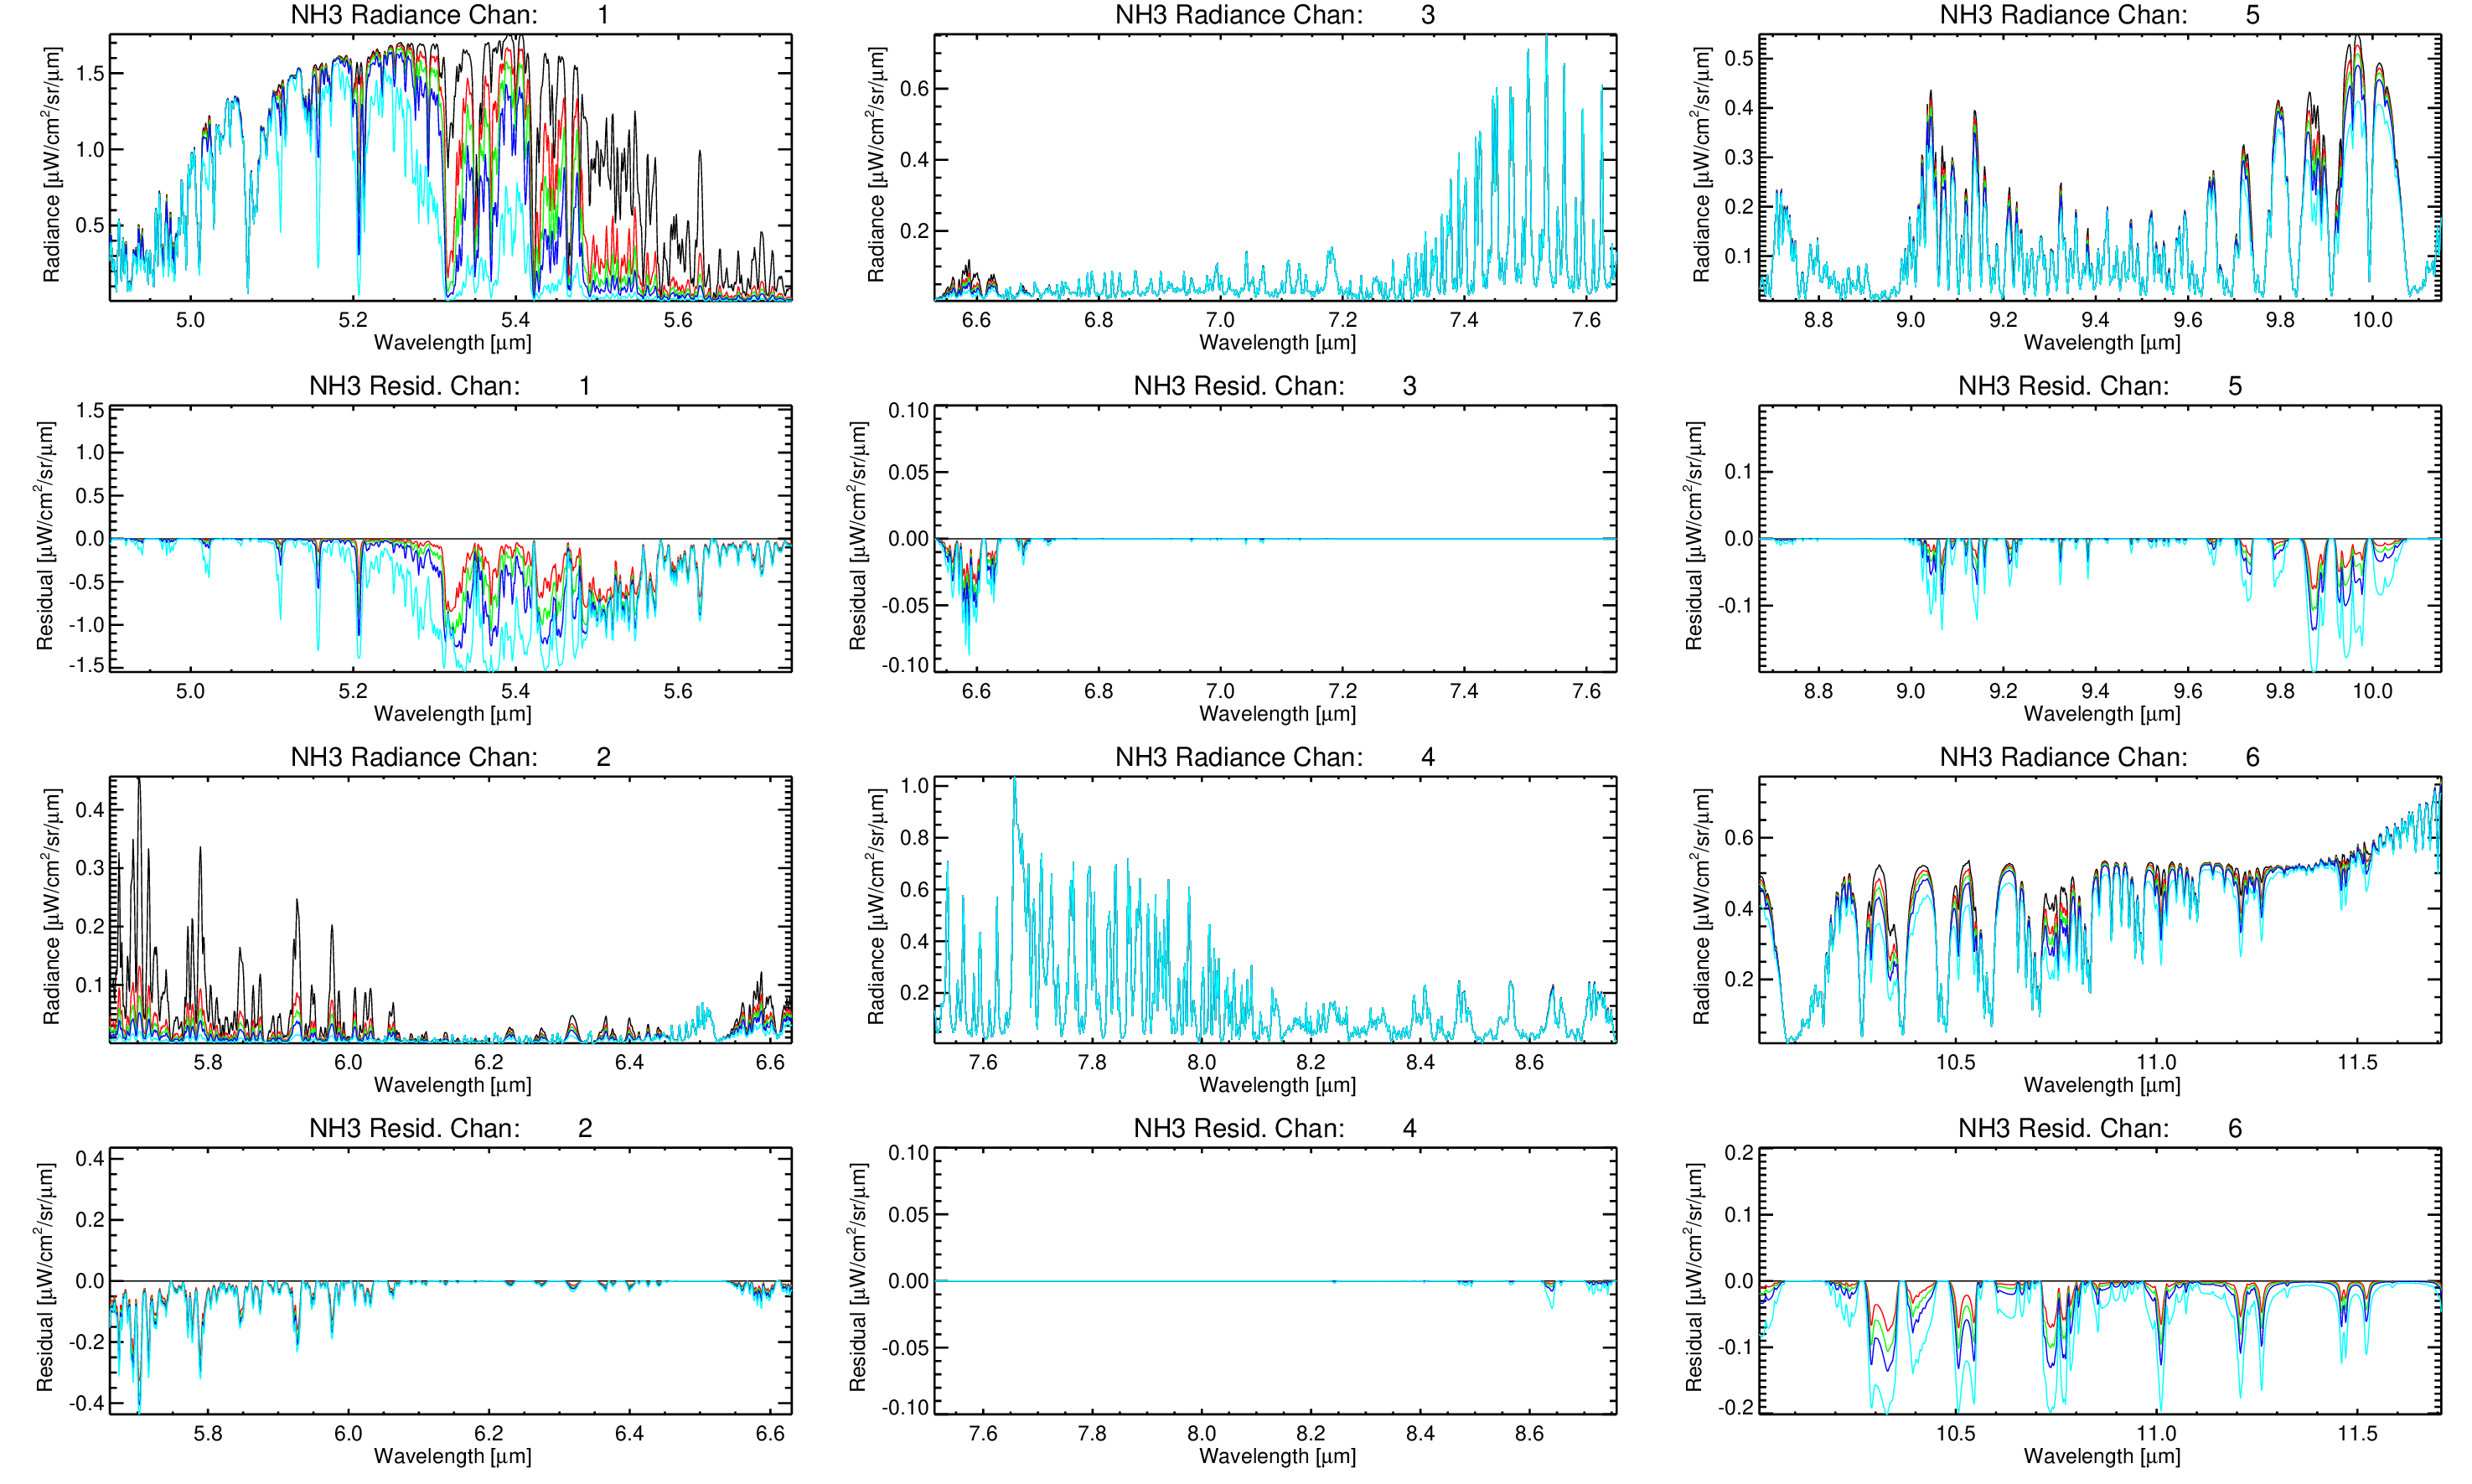 NH3 Radiance Chan: 1
Radiance [μW/cm²/sr/μm]
1.5
1.0
0.5
5.0 5.2 5.4 5.6
Wavelength [μm]
NH3 Radiance Chan: 3
Radiance [μW/cm²/sr/μm]
0.6
0.4
0.2
6.6 6.8 7.0 7.2 7.4 7.6
Wavelength [μm]
NH3 Radiance Chan: 5
Radiance [μW/cm²/sr/μm]
0.5
0.4
0.3
0.2
0.1
8.8 9.0 9.2 9.4 9.6 9.8 10.0
Wavelength [μm]
NH3 Resid. Chan: 1
Residual [μW/cm²/sr/μm]
1.5
1.0
0.5
0.0
-0.5
-1.0
-1.5
5.0 5.2 5.4 5.6
Wavelength [μm]
NH3 Resid. Chan: 3
Residual [μW/cm²/sr/μm]
0.10
0.05
0.00
-0.05
-0.10
6.6 6.8 7.0 7.2 7.4 7.6
Wavelength [μm]
NH3 Resid. Chan: 5
Residual [μW/cm²/sr/μm]
0.1
0.0
-0.1
8.8 9.0 9.2 9.4 9.6 9.8 10.0
Wavelength [μm]
NH3 Radiance Chan: 2
Radiance [μW/cm²/sr/μm]
0.4
0.3
0.2
0.1
5.8 6.0 6.2 6.4 6.6
Wavelength [μm]
NH3 Radiance Chan: 4
Radiance [μW/cm²/sr/μm]
1.0
0.8
0.6
0.4
0.2
7.6 7.8 8.0 8.2 8.4 8.6
Wavelength [μm]
NH3 Radiance Chan: 6
Radiance [μW/cm²/sr/μm]
0.6
0.4
0.2
10.5 11.0 11.5
Wavelength [μm]
NH3 Resid. Chan: 2
Residual [μW/cm²/sr/μm]
0.4
0.2
0.0
-0.2
-0.4
5.8 6.0 6.2 6.4 6.6
Wavelength [μm]
NH3 Resid. Chan: 4
Residual [μW/cm²/sr/μm]
0.10
0.05
0.00
-0.05
-0.10
7.6 7.8 8.0 8.2 8.4 8.6
Wavelength [μm]
NH3 Resid. Chan: 6
Residual [μW/cm²/sr/μm]
0.2
0.1
0.0
-0.1
-0.2
10.5 11.0 11.5
Wavelength [μm]